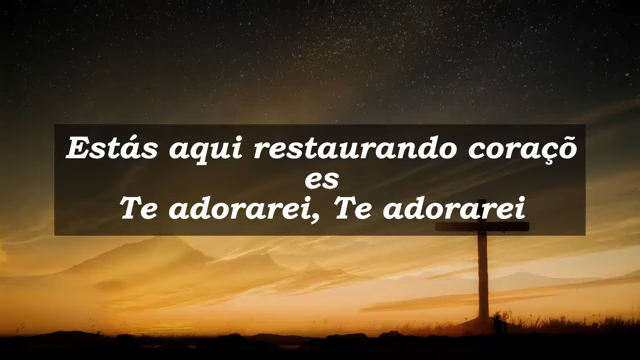 Estás aqui restaurando coraçõ
es
Te adorarei, Te adorarei